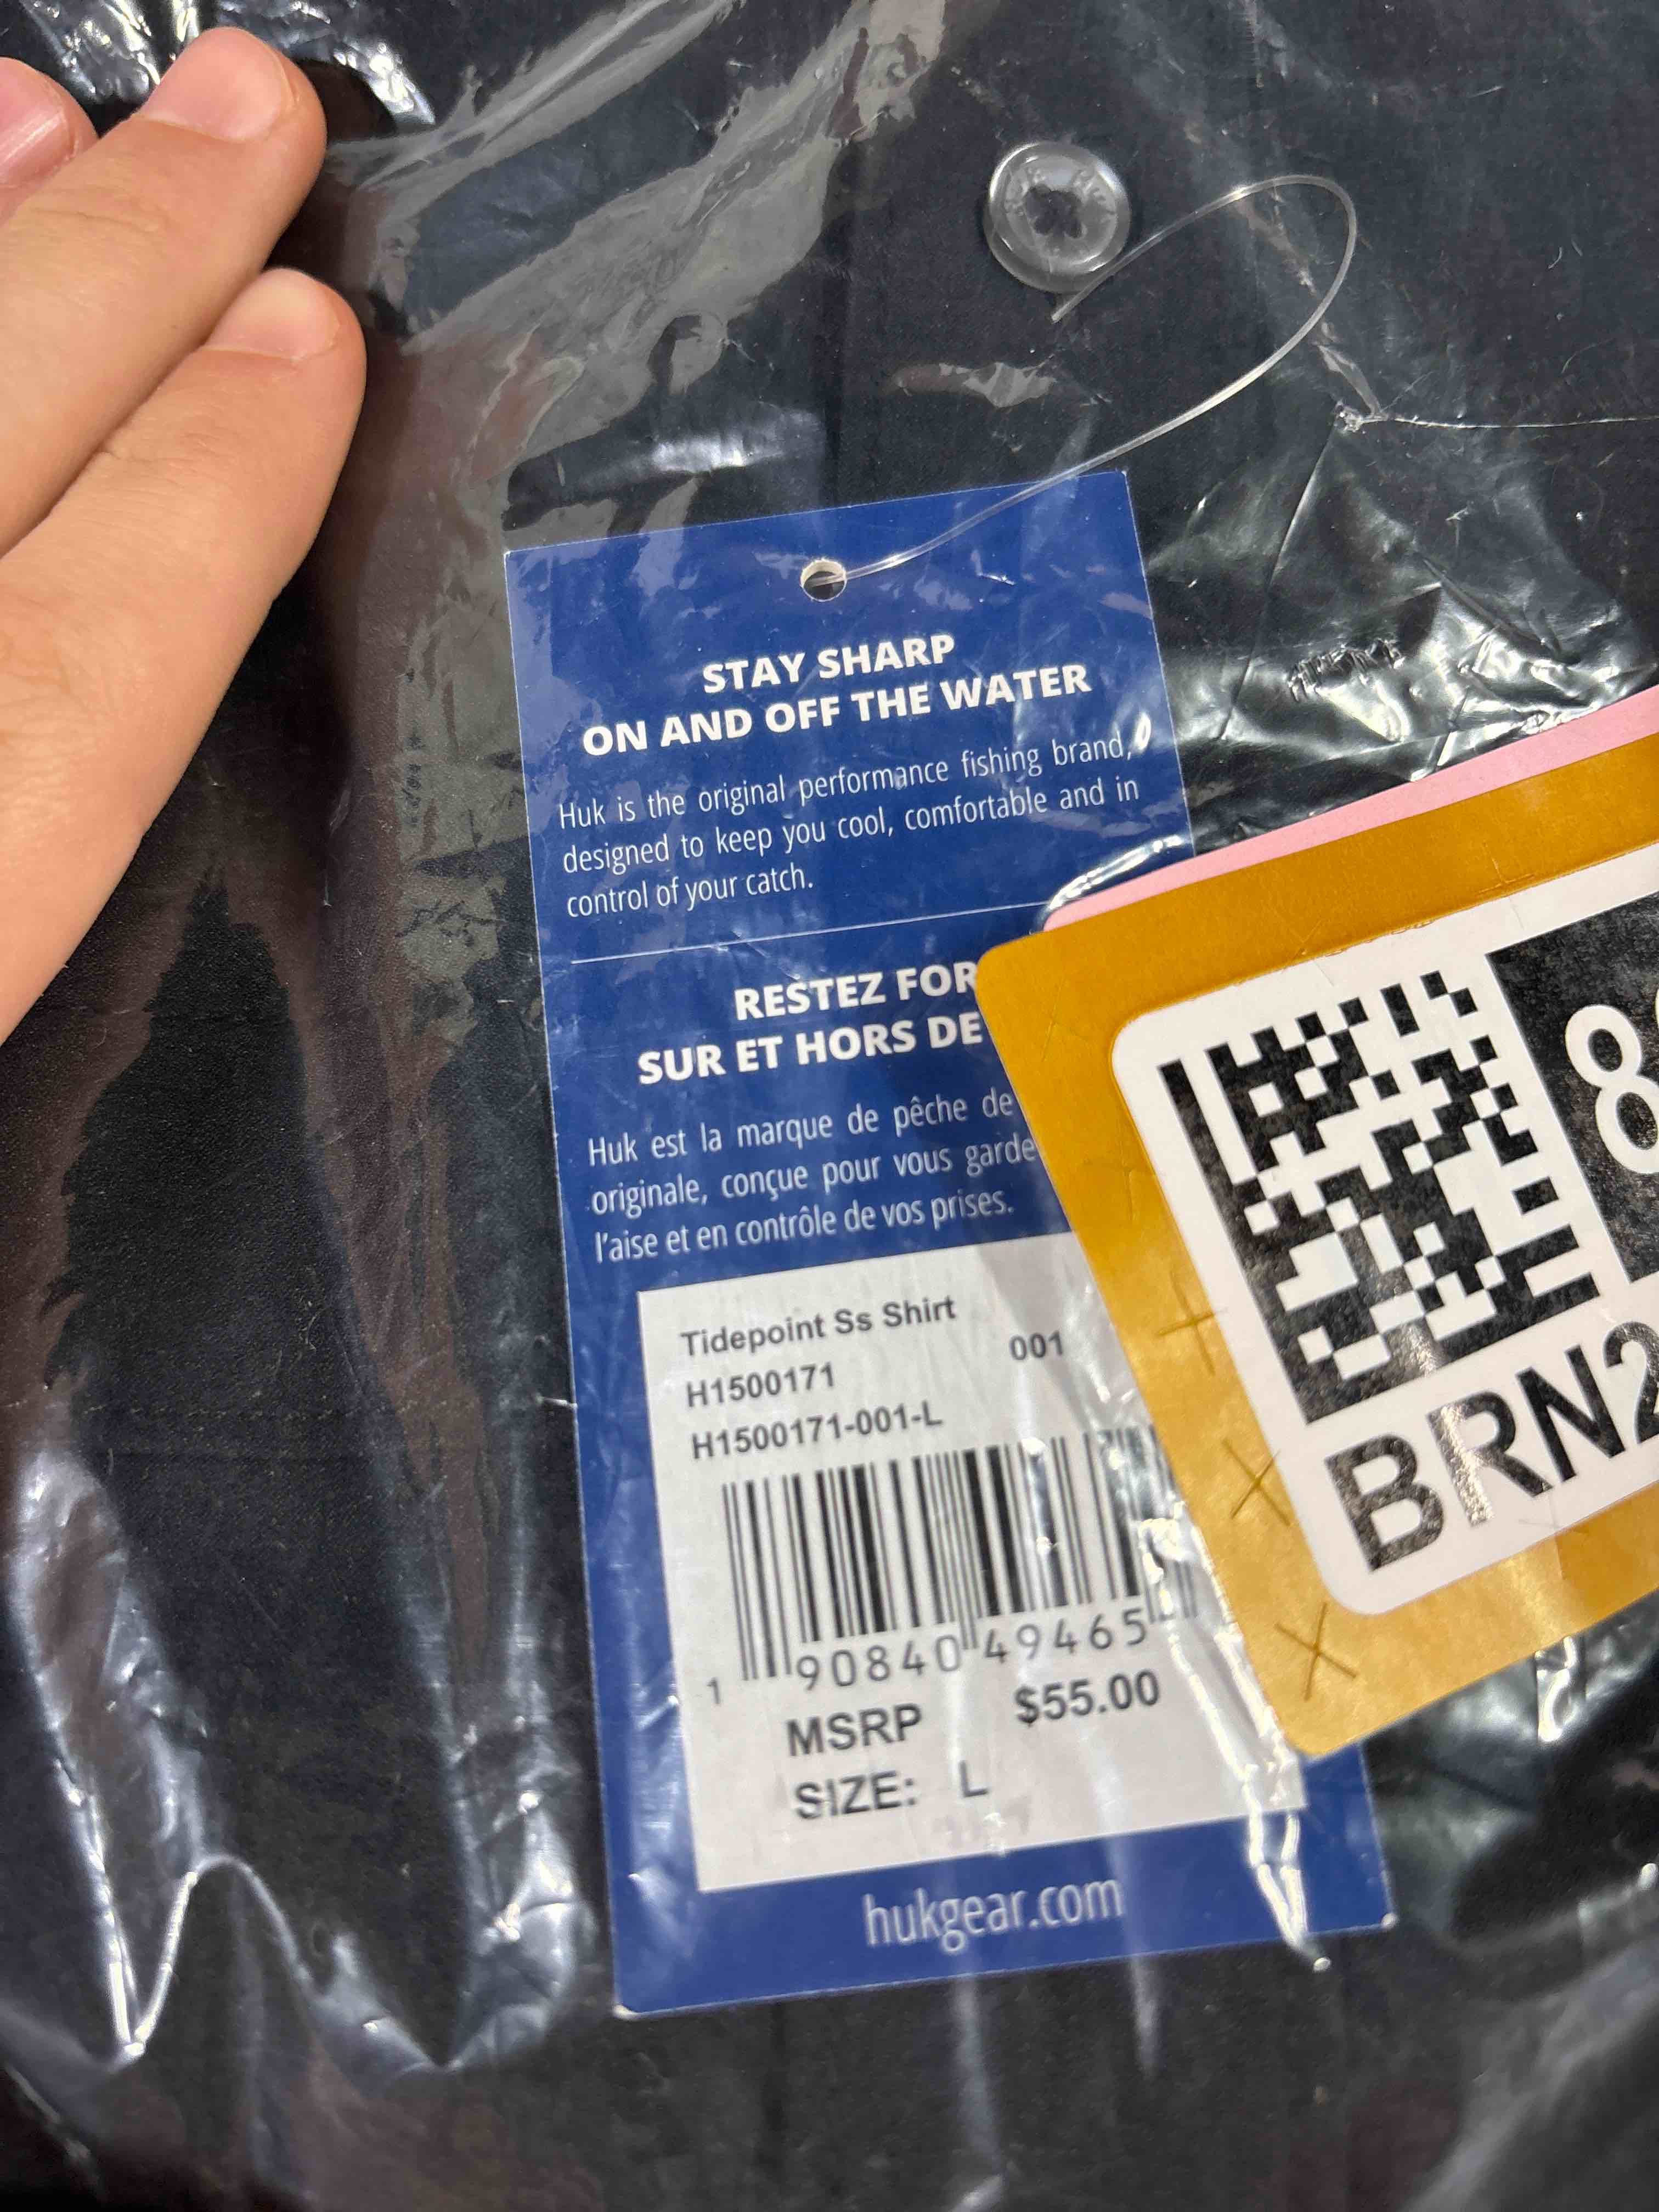 STAY SHARP
ON AND OFF THE WATER
Huk is the original performance fishing brand,
designed to keep you cool, comfortable and in
control of your catch.
RESTEZ FOR
SUR ET HORS DE
Huk est la marque de pêche de
originale, conçue pour vous garde
l'aise et en contrôle de vos prises.
Tidepoint Ss Shirt
H1500171 001
H1500171-001-L
1 90840 49465
MSRP $55.00
SIZE: L
hukgear.com
8
BRN2